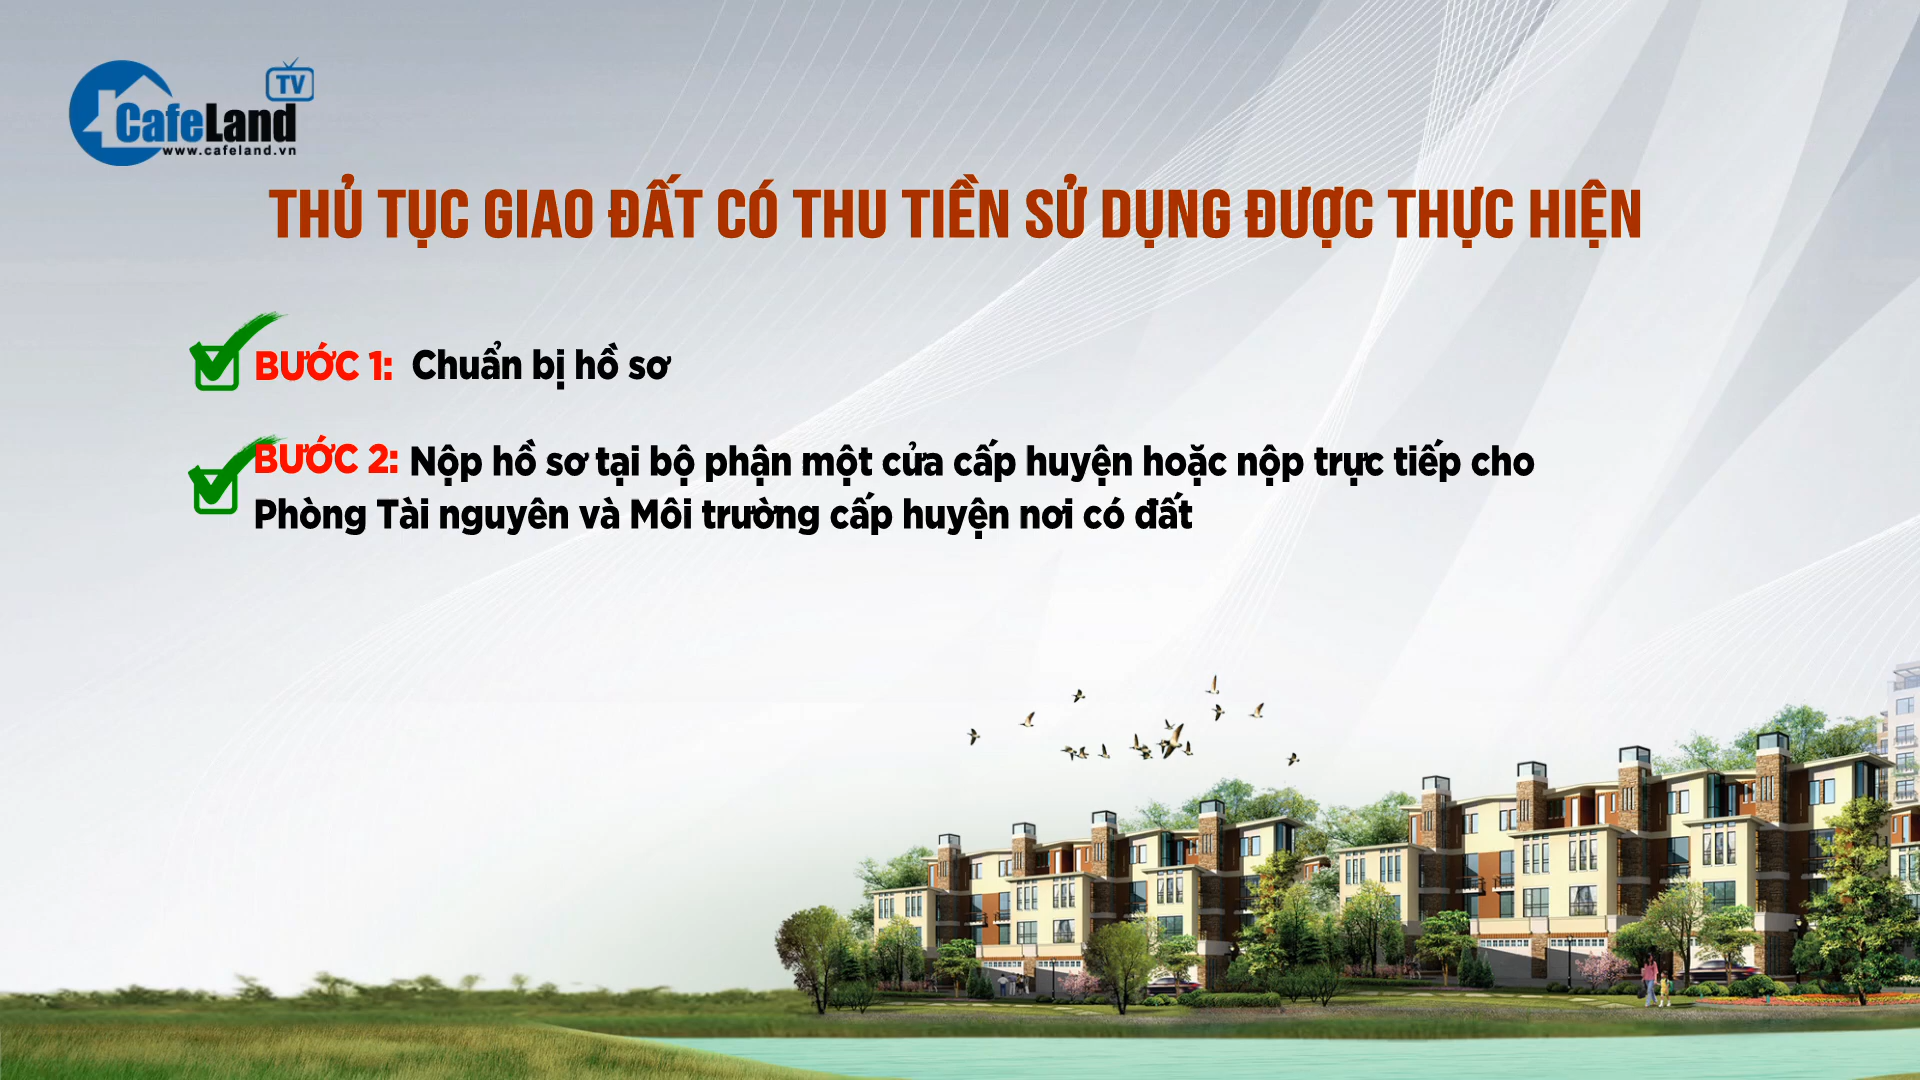 TV
CafeLand
www.cafeland.vn
THỦ TỤC GIAO ĐẤT CÓ THU TIỀN SỬ DỤNG ĐƯỢC THỰC HIỆN
BƯỚC 1: Chuẩn bị hồ sơ
BƯỚC 2: Nộp hồ sơ tại bộ phận một cửa cấp huyện hoặc nộp trực tiếp cho
Phòng Tài nguyên và Môi trường cấp huyện nơi có đất